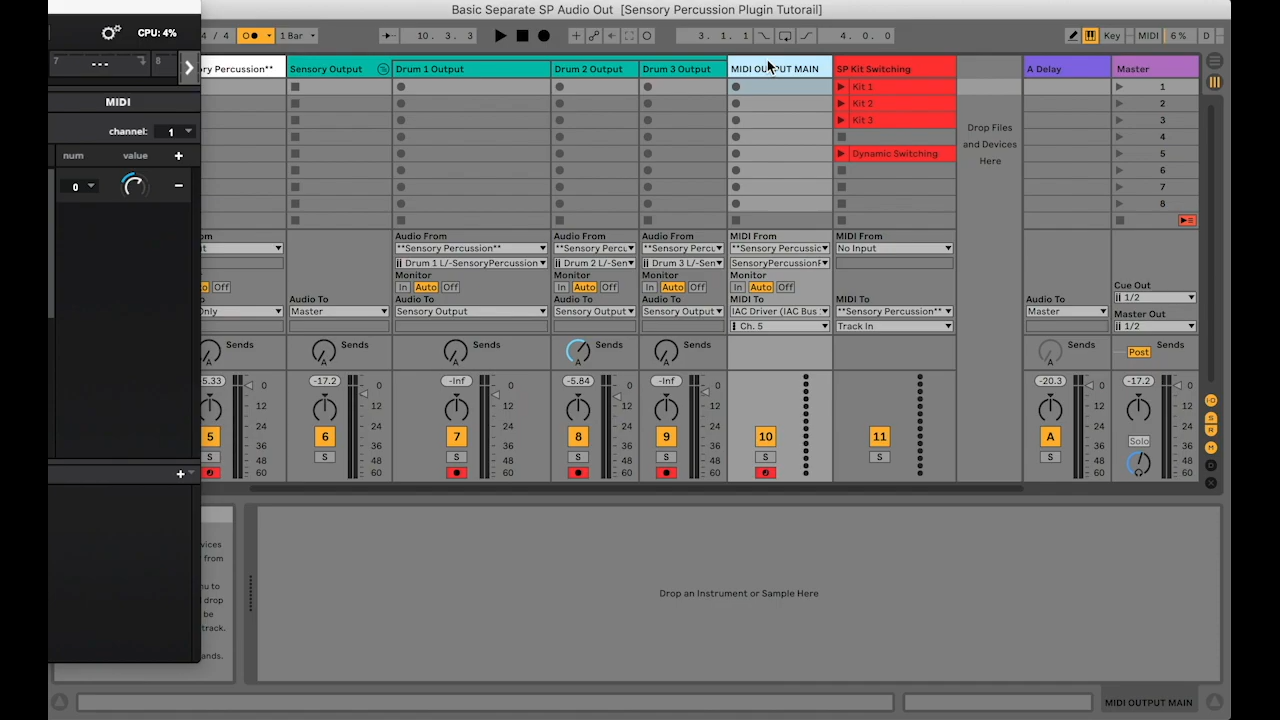 Basic Separate SP Audio Out [Sensory Percussion Plugin Tutorail]
CPU: 4%
/ 4 1 Bar 10. 3. 3 3. 1. 1 4. 0. 0 Key MIDI 6 % D
7 --- 8
ory Percussion** Sensory Output Drum 1 Output Drum 2 Output Drum 3 Output MIDI OUTPUT MAIN SP Kit Switching A Delay Master
Kit 1 1
Kit 2 2
Kit 3 3
4
Dynamic Switching 5
6
7
8
Drop Files
and Devices
Here
MIDI
channel: 1
num value
0
Audio From Audio From Audio From MIDI From MIDI From
**Sensory Percussion** **Sensory Percu **Sensory Percu **Sensory Percussic No Input
Drum 1 L/-SensoryPercussion Drum 2 L/-Sen Drum 3 L/-Sen SensoryPercussionF
Monitor Monitor Monitor Monitor
Off In Auto Off In Auto Off In Auto Off In Auto Off
Audio To Audio To Audio To Audio To MIDI To MIDI To Audio To
Only Master Sensory Output Sensory Output Sensory Output IAC Driver (IAC Bus **Sensory Percussion** Master
Ch. 5 Track In
Cue Out
1/2
Master Out
1/2
Sends Sends Sends Sends Sends Sends Sends
A A A A A A Post
5.33 -17.2 -Inf -5.84 -Inf -20.3 -17.2
0 0 0 0 0 0 0
12 12 12 12 12 12 12
24 24 24 24 24 24 24
5 6 7 8 9 10 11 A Solo
36 36 36 36 36 36 36
S S S S S S S S
48 48 48 48 48 48 48
60 60 60 60 60 60 60
I·O
S
R
M
vices
from
nu to
drop
be
track.
ands.
Drop an Instrument or Sample Here
MIDI OUTPUT MAIN